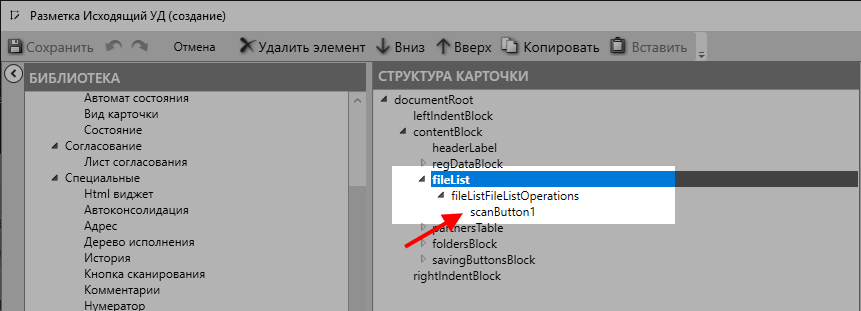 Разметка Исходящий УД (создание)
Сохранить Отмена Удалить элемент Вниз Вверх Копировать Вставить
БИБЛИОТЕКА
Автомат состояния
Вид карточки
Состояние
Согласование
Лист согласования
Специальные
Html виджет
Автоконсолидация
Адрес
Дерево исполнения
История
Кнопка сканирования
Комментарии
Нумератор
СТРУКТУРА КАРТОЧКИ
documentRoot
leftIndentBlock
contentBlock
headerLabel
regDataBlock
fileList
fileListFileListOperations
scanButton1
partnersTable
foldersBlock
savingButtonsBlock
rightIndentBlock